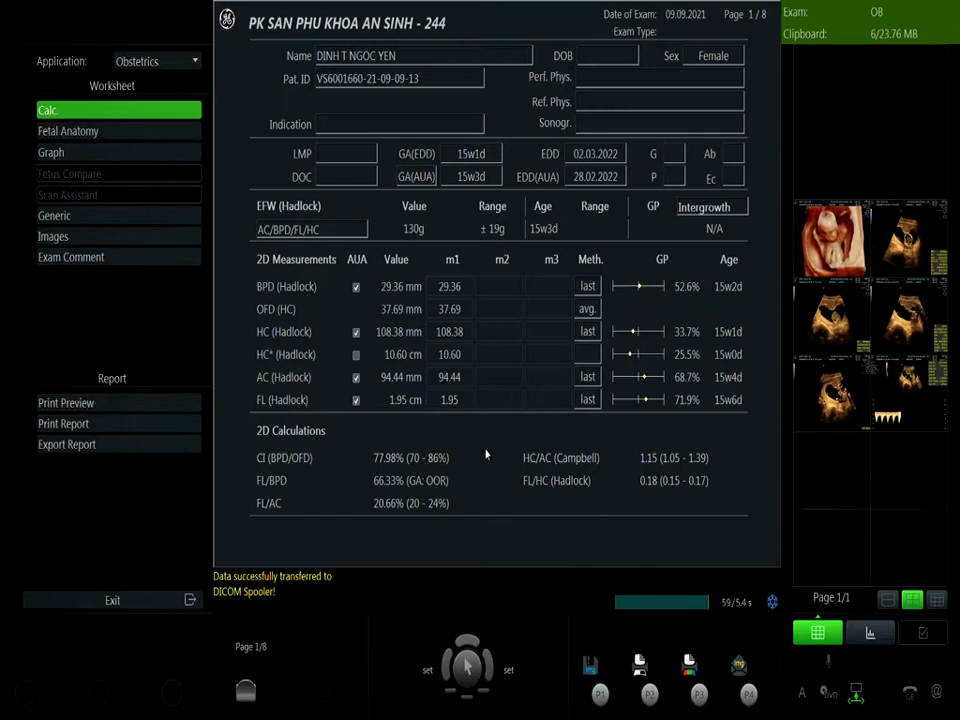 Application: Obstetrics
Worksheet
Calc.
Fetal Anatomy
Graph
Fetus Compare
Scan Assistant
Generic
Images
Exam Comment
Report
Print Preview
Print Report
Export Report
Exit
PK SAN PHU KHOA AN SINH - 244
Date of Exam: 09.09.2021 Page 1 / 8
Exam Type:
Name DINH T NGOC YEN DOB Sex Female
Pat. ID VS6001660-21-09-09-13 Perf. Phys.
Ref. Phys.
Indication Sonogr.
LMP GA(EDD) 15w1d EDD 02.03.2022 G Ab
DOC GA(AUA) 15w3d EDD(AUA) 28.02.2022 P Ec
EFW (Hadlock) Value Range Age Range GP Intergrowth
AC/BPD/FL/HC 130g ± 19g 15w3d N/A
2D Measurements AUA Value m1 m2 m3 Meth. GP Age
BPD (Hadlock) 29.36 mm 29.36 last 52.6% 15w2d
OFD (HC) 37.69 mm 37.69 avg.
HC (Hadlock) 108.38 mm 108.38 last 33.7% 15w1d
HC* (Hadlock) 10.60 cm 10.60 25.5% 15w0d
AC (Hadlock) 94.44 mm 94.44 last 68.7% 15w4d
FL (Hadlock) 1.95 cm 1.95 last 71.9% 15w6d
2D Calculations
CI (BPD/OFD) 77.98% (70 - 86%) HC/AC (Campbell) 1.15 (1.05 - 1.39)
FL/BPD 66.33% (GA: OOR) FL/HC (Hadlock) 0.18 (0.15 - 0.17)
FL/AC 20.66% (20 - 24%)
Data successfully transferred to
DICOM Spooler!
59/5.4 s
Page 1/8
set set
img
P1 P2 P3 P4
Exam: OB
Clipboard: 6/23.76 MB
Page 1/1
A DVD @